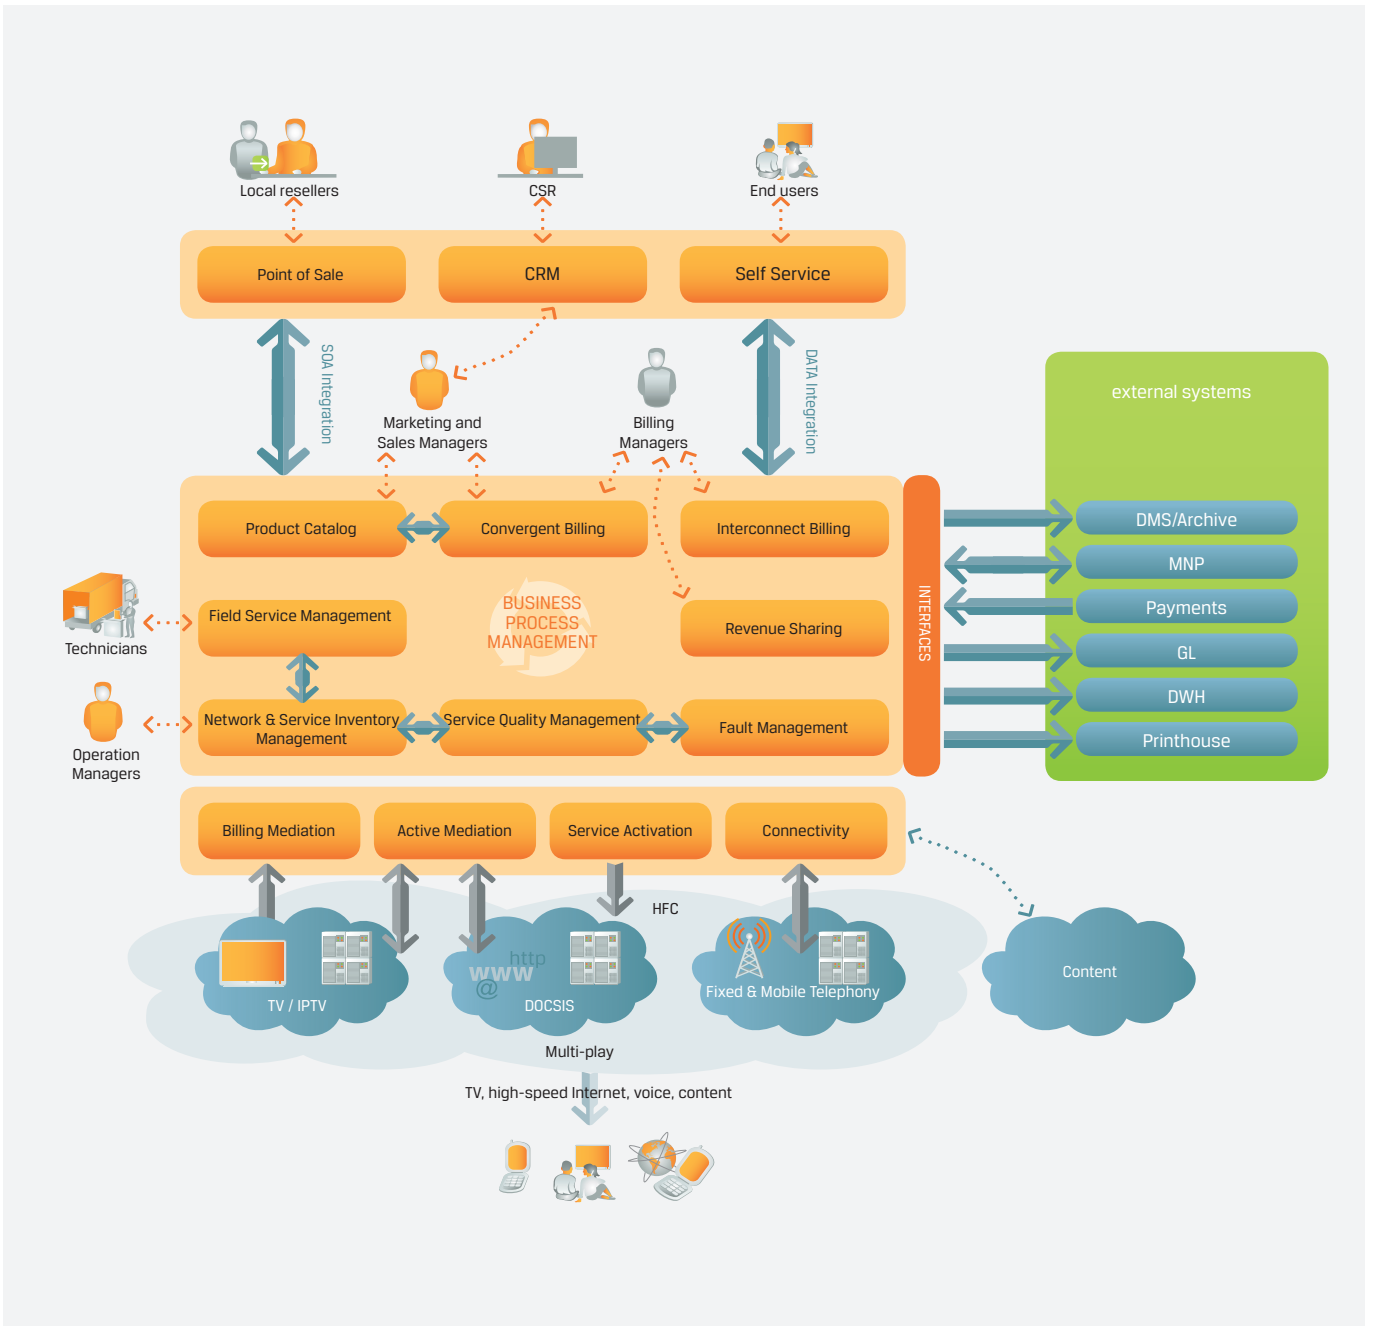 Local resellers
CSR
End users
Point of Sale
CRM
Self Service
SOA Integration
DATA Integration
Marketing and
Sales Managers
Billing
Managers
external systems
Product Catalog
Convergent Billing
Interconnect Billing
DMS/Archive
MNP
Payments
GL
DWH
Printhouse
INTERFACES
Field Service Management
BUSINESS
PROCESS
MANAGEMENT
Revenue Sharing
Technicians
Network & Service Inventory
Management
Service Quality Management
Fault Management
Operation
Managers
Billing Mediation
Active Mediation
Service Activation
Connectivity
HFC
http
www
@
TV / IPTV
DOCSIS
Fixed & Mobile Telephony
Content
Multi-play
TV, high-speed Internet, voice, content